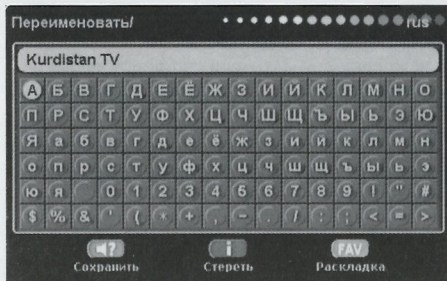 Переименовать/ rus
Kurdistan TV
А Б В Г Д Е Ё Ж З И Й К Л М Н О
П Р С Т У Ф Х Ц Ч Ш Щ Ъ Ы Ь Э Ю
Я а б в г д е ё ж з и й к л м н
о п р с т у ф х ц ч ш щ ъ ы ь э
ю я 0 1 2 3 4 5 6 7 8 9 ! " #
$ % & ' ( * + , - . / : ; < = >
? i FAV
Сохранить Стереть Раскладка